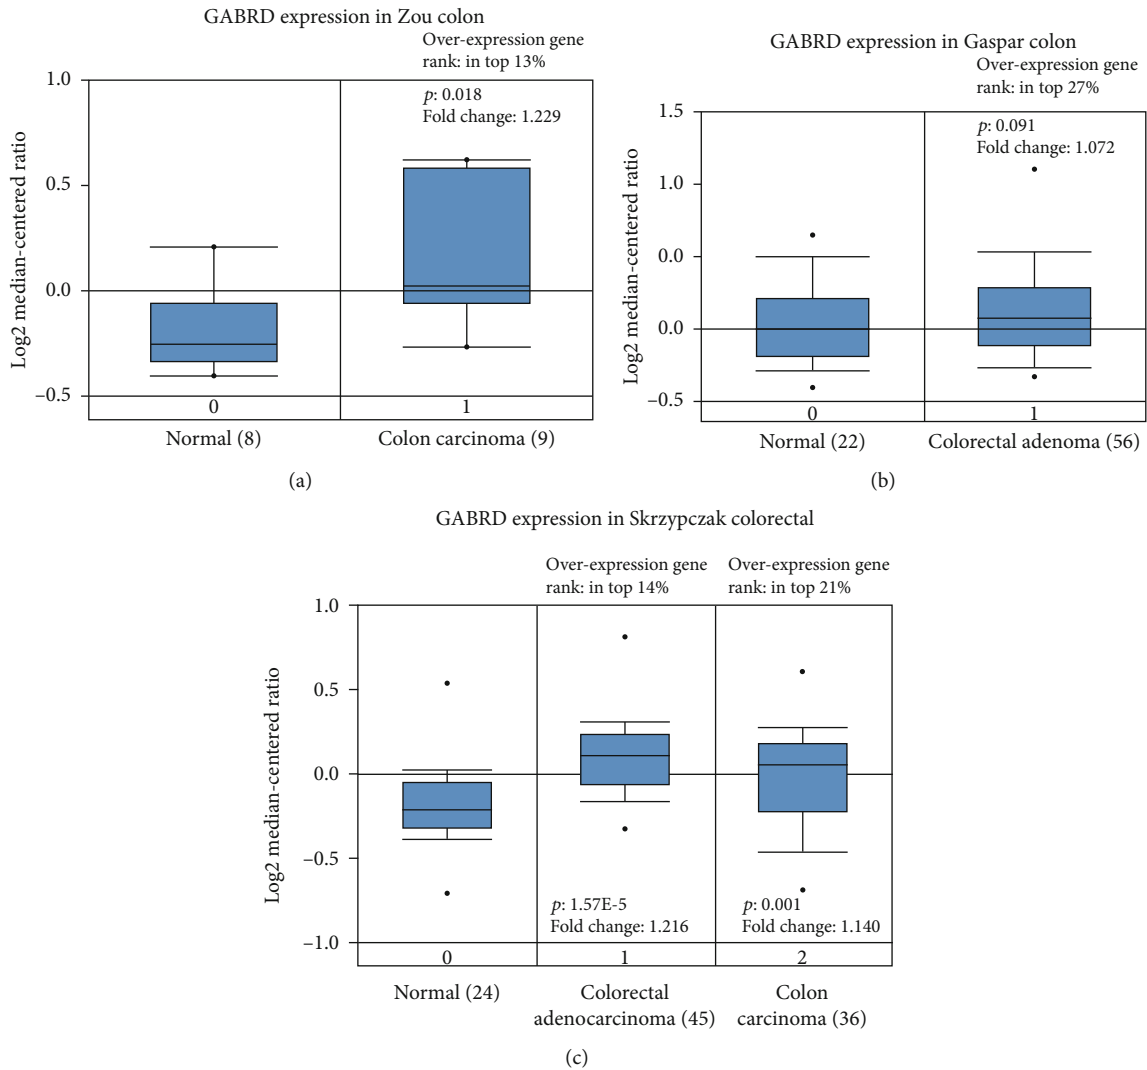 GABRD expression in Zou colon
Over-expression gene
rank: in top 13%
p: 0.018
Fold change: 1.229
Log2 median-centered ratio
1.0
0.5
0.0
−0.5
0
1
Normal (8)
Colon carcinoma (9)
(a)
GABRD expression in Gaspar colon
Over-expression gene
rank: in top 27%
p: 0.091
Fold change: 1.072
Log2 median-centered ratio
1.5
1.0
0.0
0.0
−0.5
0
1
Normal (22)
Colorectal adenoma (56)
(b)
GABRD expression in Skrzypczak colorectal
Over-expression gene
rank: in top 14%
Over-expression gene
rank: in top 21%
Log2 median-centered ratio
1.0
0.5
0.0
−0.5
−1.0
p: 1.57E-5
Fold change: 1.216
p: 0.001
Fold change: 1.140
0
1
2
Normal (24)
Colorectal
adenocarcinoma (45)
Colon
carcinoma (36)
(c)